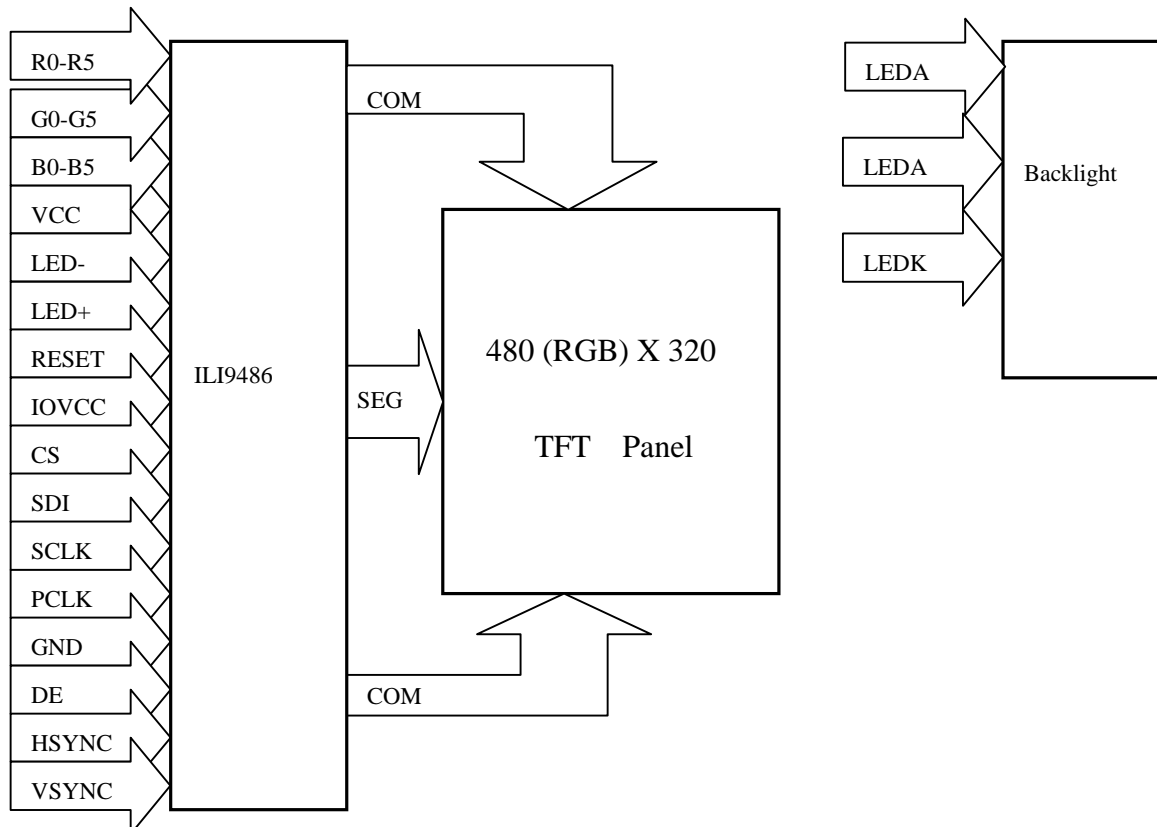 R0-R5
G0-G5
B0-B5
VCC
LED-
LED+
RESET
IOVCC
CS
SDI
SCLK
PCLK
GND
DE
HSYNC
VSYNC
ILI9486
COM
SEG
COM
480 (RGB) X 320
TFT Panel
LEDA
LEDA
LEDK
Backlight